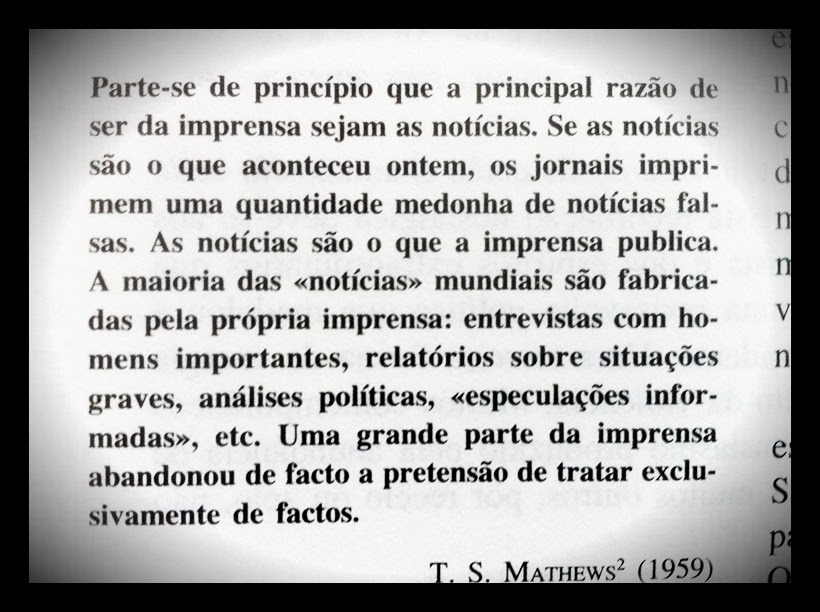 Parte-se de princípio que a principal razão de
ser da imprensa sejam as notícias. Se as notícias
são o que aconteceu ontem, os jornais impri-
mem uma quantidade medonha de notícias fal-
sas. As notícias são o que a imprensa publica.
A maioria das «notícias» mundiais são fabrica-
das pela própria imprensa: entrevistas com ho-
mens importantes, relatórios sobre situações
graves, análises políticas, «especulações infor-
madas», etc. Uma grande parte da imprensa
abandonou de facto a pretensão de tratar exclu-
sivamente de factos.
T. S. MATHEWS² (1959)